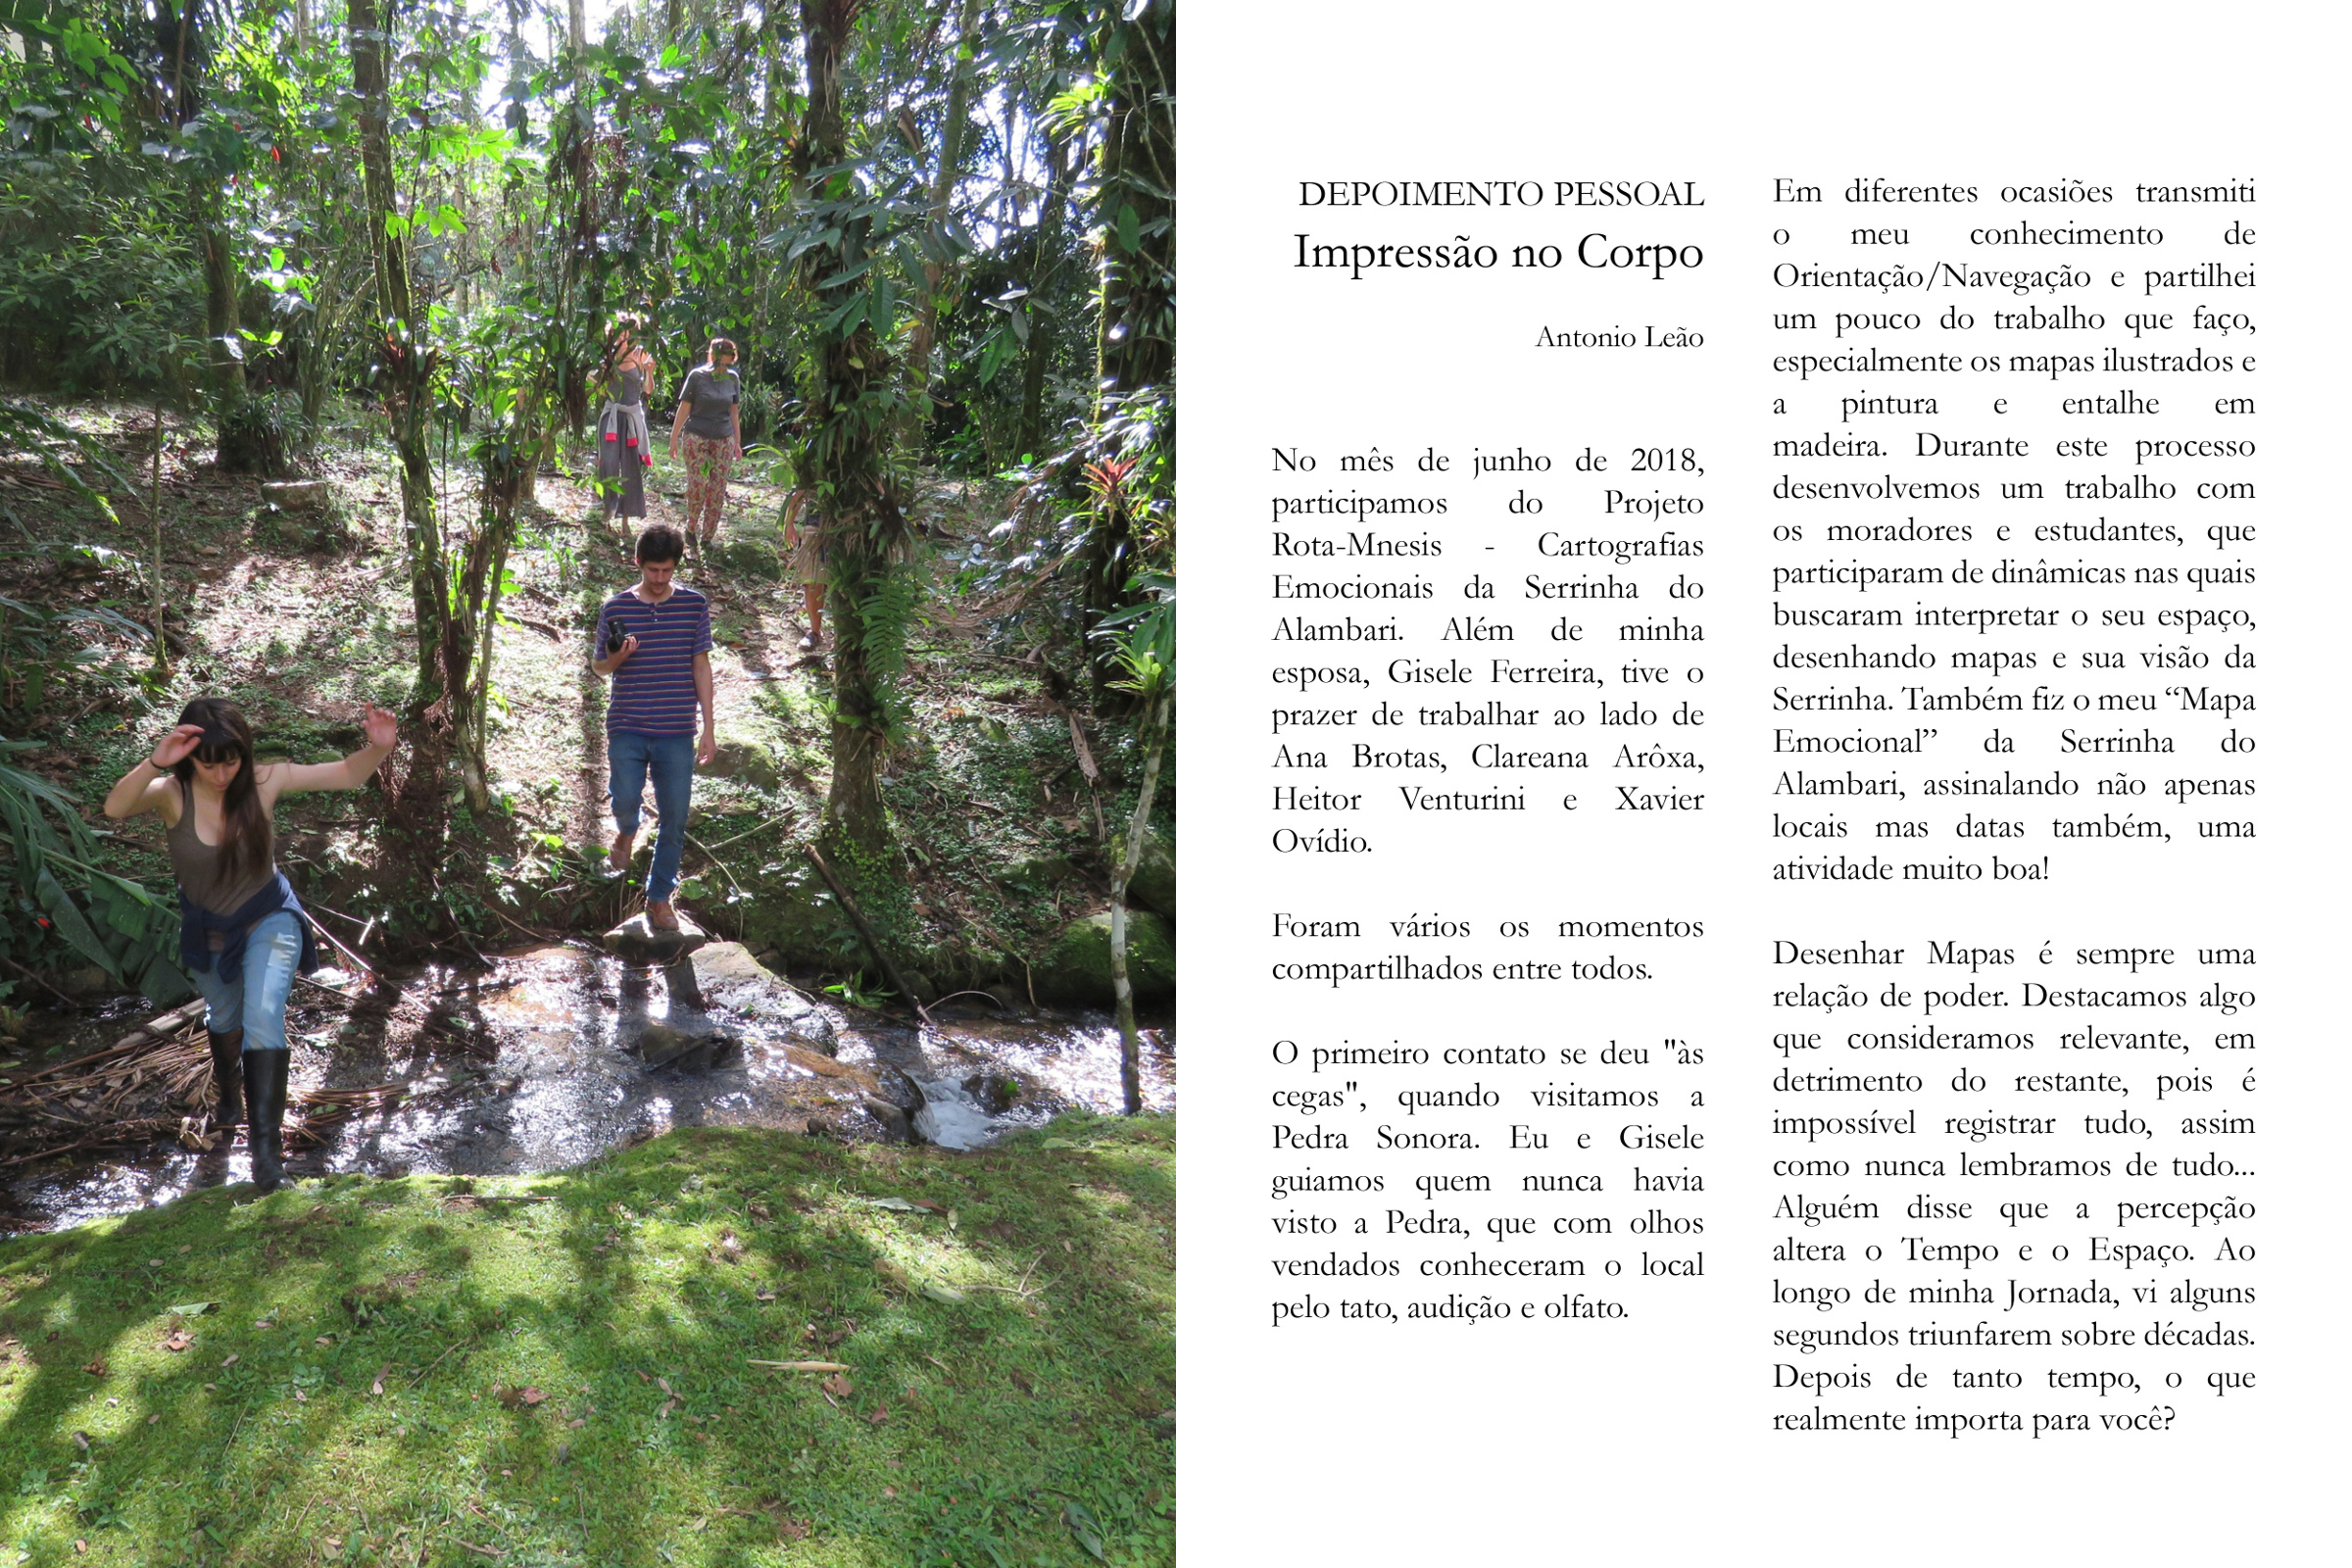 DEPOIMENTO PESSOAL
Impressão no Corpo
Antonio Leão
No mês de junho de 2018,
participamos do Projeto
Rota-Mnesis - Cartografias
Emocionais da Serrinha do
Alambari. Além de minha
esposa, Gisele Ferreira, tive o
prazer de trabalhar ao lado de
Ana Brotas, Clareana Arôxa,
Heitor Venturini e Xavier
Ovídio.
Foram vários os momentos
compartilhados entre todos.
O primeiro contato se deu "às
cegas", quando visitamos a
Pedra Sonora. Eu e Gisele
guiamos quem nunca havia
visto a Pedra, que com olhos
vendados conheceram o local
pelo tato, audição e olfato.
Em diferentes ocasiões transmiti
o meu conhecimento de
Orientação/Navegação e partilhei
um pouco do trabalho que faço,
especialmente os mapas ilustrados e
a pintura e entalhe em
madeira. Durante este processo
desenvolvemos um trabalho com
os moradores e estudantes, que
participaram de dinâmicas nas quais
buscaram interpretar o seu espaço,
desenhando mapas e sua visão da
Serrinha. Também fiz o meu “Mapa
Emocional” da Serrinha do
Alambari, assinalando não apenas
locais mas datas também, uma
atividade muito boa!
Desenhar Mapas é sempre uma
relação de poder. Destacamos algo
que consideramos relevante, em
detrimento do restante, pois é
impossível registrar tudo, assim
como nunca lembramos de tudo...
Alguém disse que a percepção
altera o Tempo e o Espaço. Ao
longo de minha Jornada, vi alguns
segundos triunfarem sobre décadas.
Depois de tanto tempo, o que
realmente importa para você?